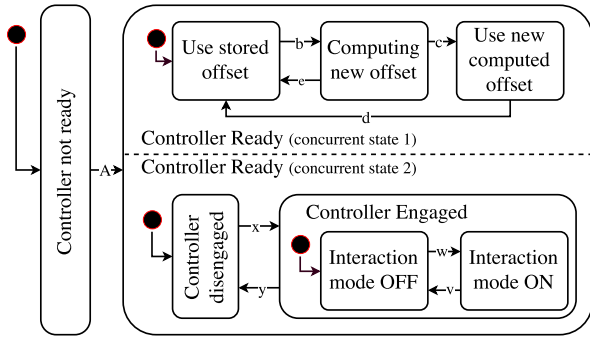 Controller not ready
A
Use stored
offset
b
e
Computing
new offset
c
Use new
computed
offset
d
Controller Ready (concurrent state 1)
Controller Ready (concurrent state 2)
Controller
disengaged
x
y
Controller Engaged
Interaction
mode OFF
w
v
Interaction
mode ON